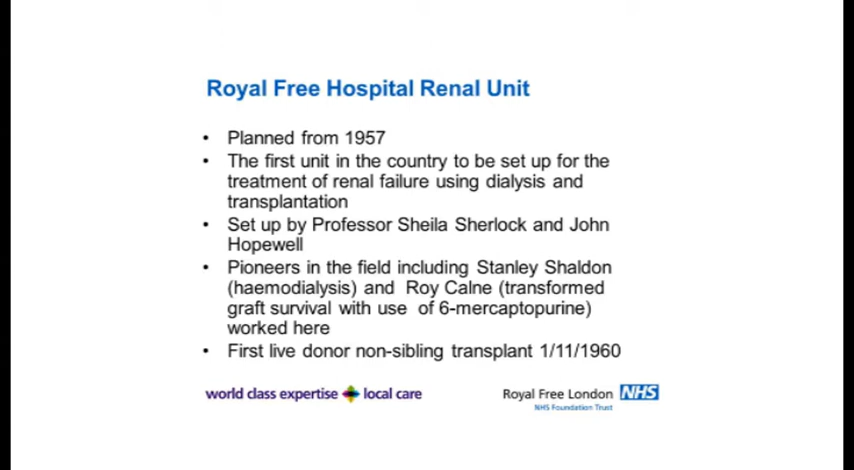 Royal Free Hospital Renal Unit
• Planned from 1957
• The first unit in the country to be set up for the
treatment of renal failure using dialysis and
transplantation
• Set up by Professor Sheila Sherlock and John
Hopewell
• Pioneers in the field including Stanley Shaldon
(haemodialysis) and Roy Calne (transformed
graft survival with use of 6-mercaptopurine)
worked here
• First live donor non-sibling transplant 1/11/1960
world class expertise local care
Royal Free London NHS
NHS Foundation Trust